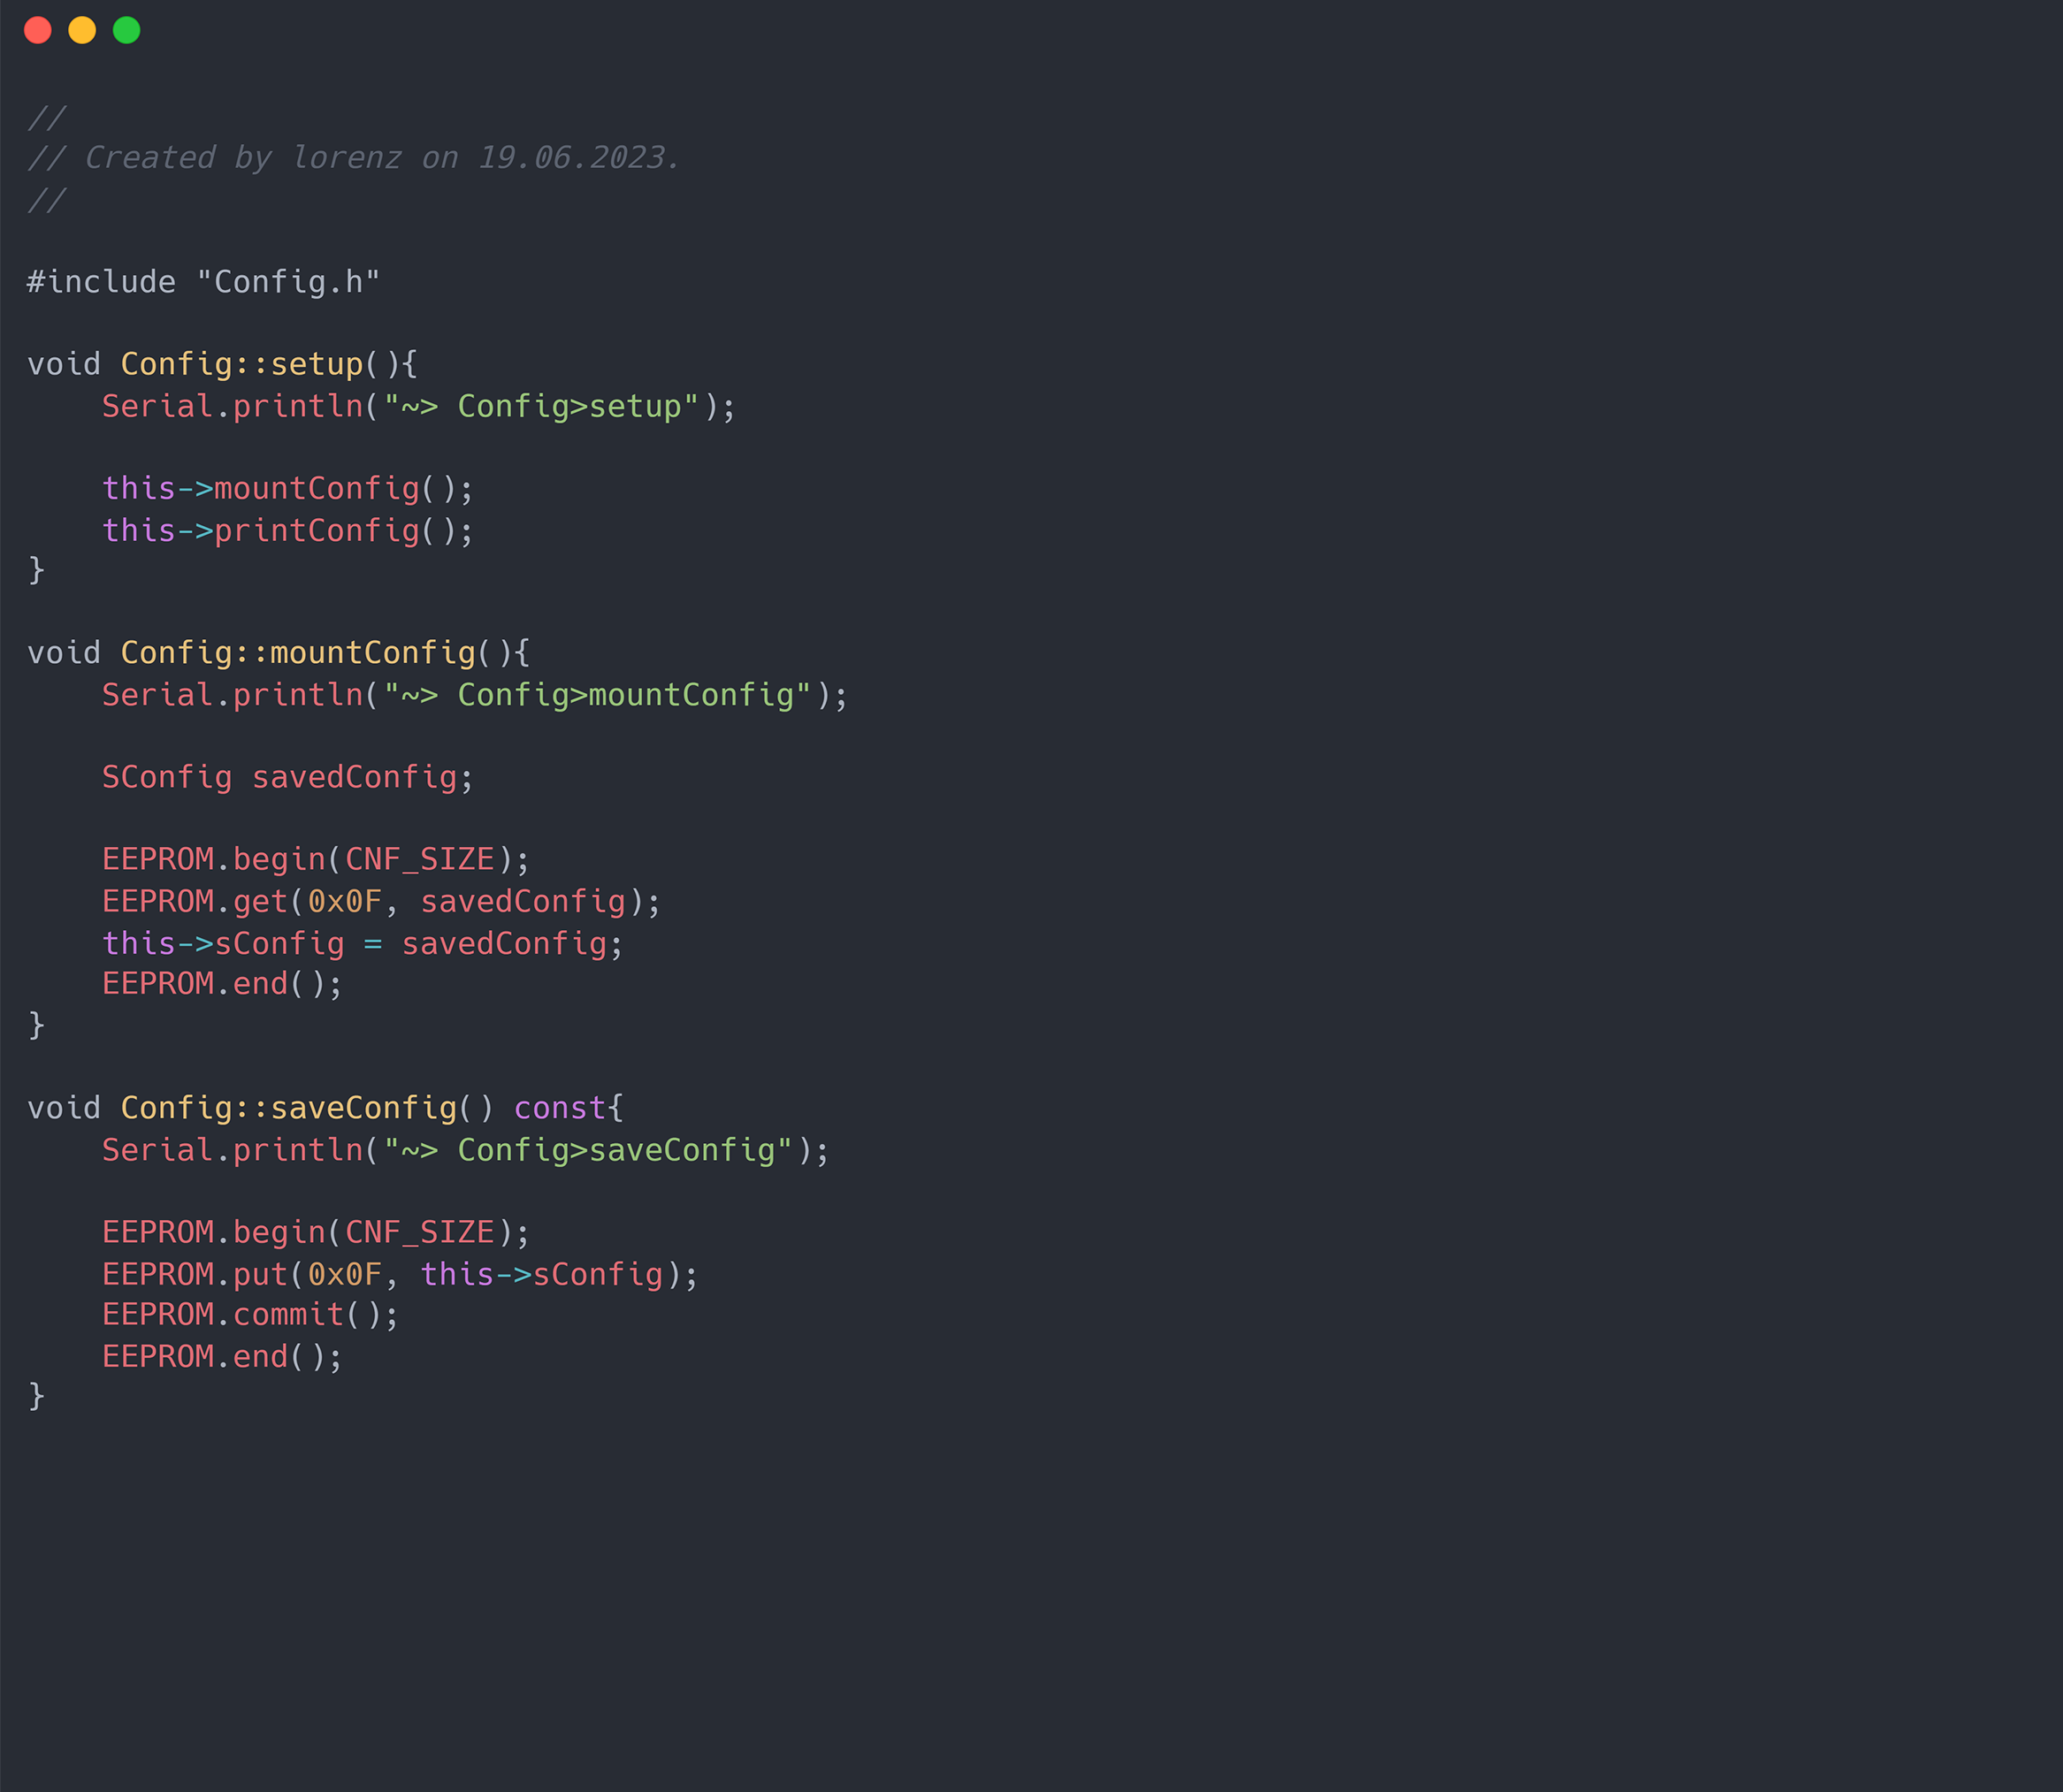 //
// Created by lorenz on 19.06.2023.
//
#include "Config.h"
void Config::setup(){
    Serial.println("~> Config>setup");
    this->mountConfig();
    this->printConfig();
}
void Config::mountConfig(){
    Serial.println("~> Config>mountConfig");
    SConfig savedConfig;
    EEPROM.begin(CNF_SIZE);
    EEPROM.get(0x0F, savedConfig);
    this->sConfig = savedConfig;
    EEPROM.end();
}
void Config::saveConfig() const{
    Serial.println("~> Config>saveConfig");
    EEPROM.begin(CNF_SIZE);
    EEPROM.put(0x0F, this->sConfig);
    EEPROM.commit();
    EEPROM.end();
}